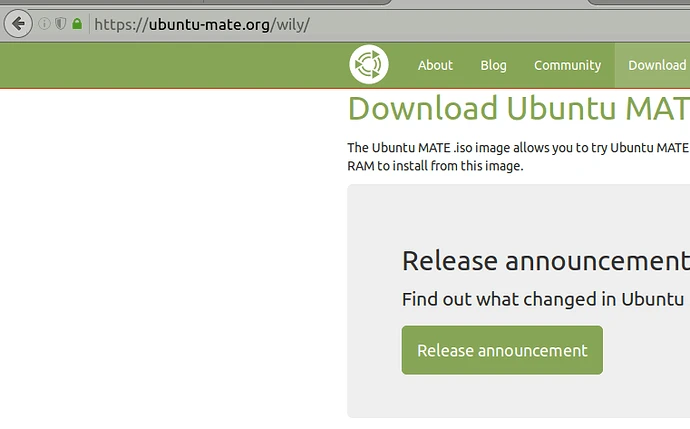 https://ubuntu-mate.org/wily/
About Blog Community Download
Download Ubuntu MAT
The Ubuntu MATE .iso image allows you to try Ubuntu MATE
RAM to install from this image.
Release announcement
Find out what changed in Ubuntu
Release announcement